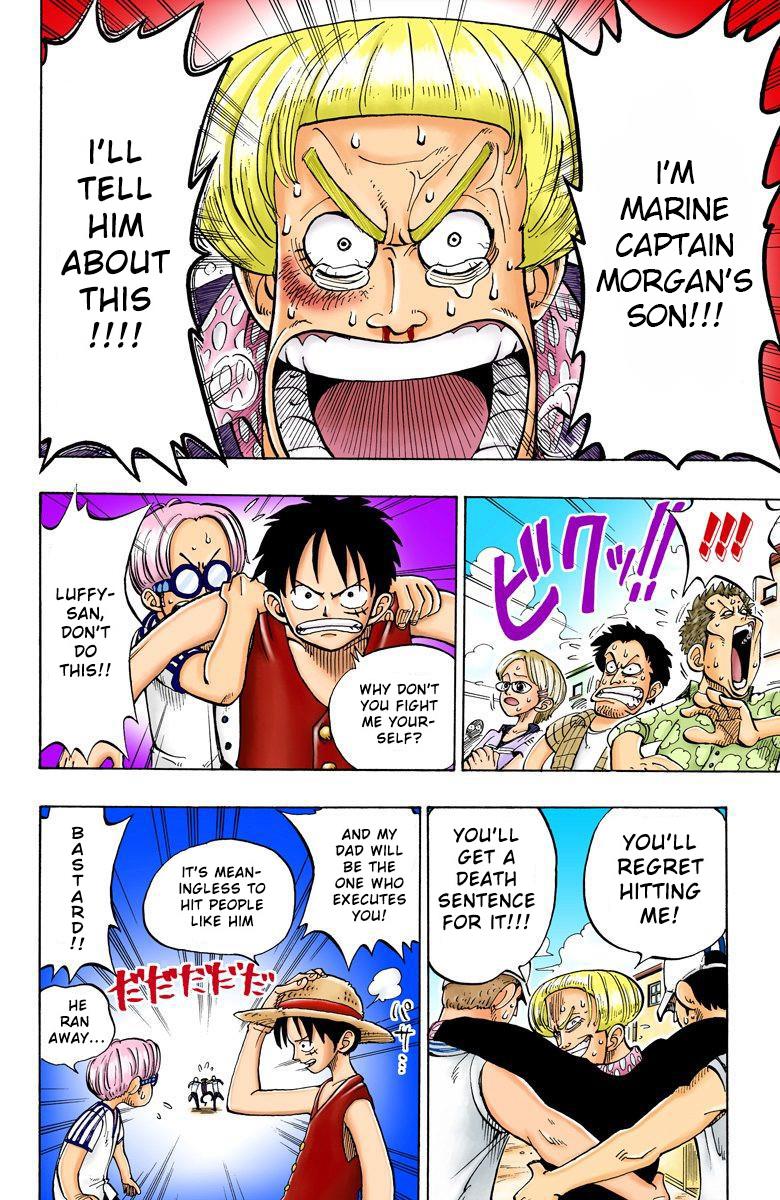 I'M
MARINE
CAPTAIN
MORGAN'S
SON!!!
I'LL
TELL
HIM
ABOUT
THIS
!!!!
!!!
ビクッ!!
WHY DON'T
YOU FIGHT
ME YOUR-
SELF?
LUFFY-
SAN,
DON'T
DO
THIS!!
YOU'LL
REGRET
HITTING
ME!
YOU'LL
GET A
DEATH
SENTENCE
FOR IT!!!
AND MY
DAD WILL
BE THE
ONE WHO
EXECUTES
YOU!
IT'S MEAN-
INGLESS TO
HIT PEOPLE
LIKE HIM
BASTARD!!
パサ…
だだだだだ
HE
RAN
AWAY...